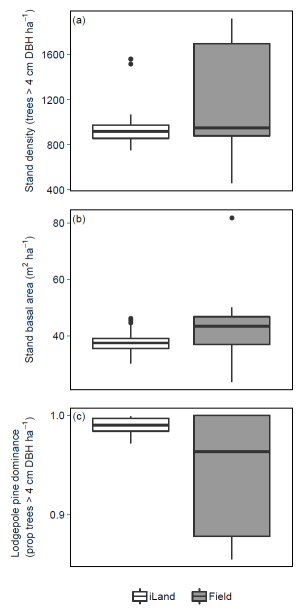 (a)
Stand density (trees > 4 cm DBH ha⁻¹)
1600
1200
800
400
(b)
Stand basal area (m² ha⁻¹)
80
60
40
(c)
Lodgepole pine dominance
(prop trees > 4 cm DBH ha⁻¹)
1.0
0.9
iLand
Field